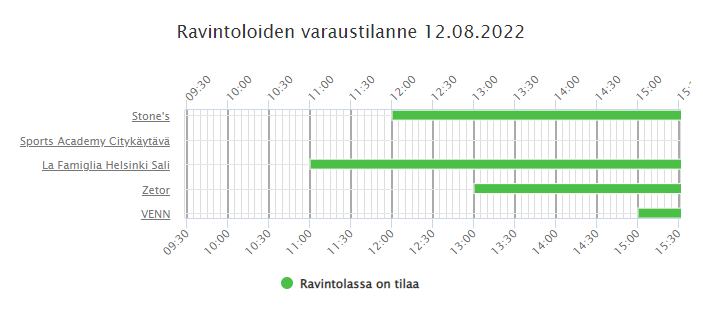 Ravintoloiden varaustilanne 12.08.2022
09:30 10:00 10:30 11:00 11:30 12:00 12:30 13:00 13:30 14:00 14:30 15:00
Stone's
Sports Academy Citykäytävä
La Famiglia Helsinki Sali
Zetor
VENN
09:30 10:00 10:30 11:00 11:30 12:00 12:30 13:00 13:30 14:00 14:30 15:00 15:30
Ravintolassa on tilaa